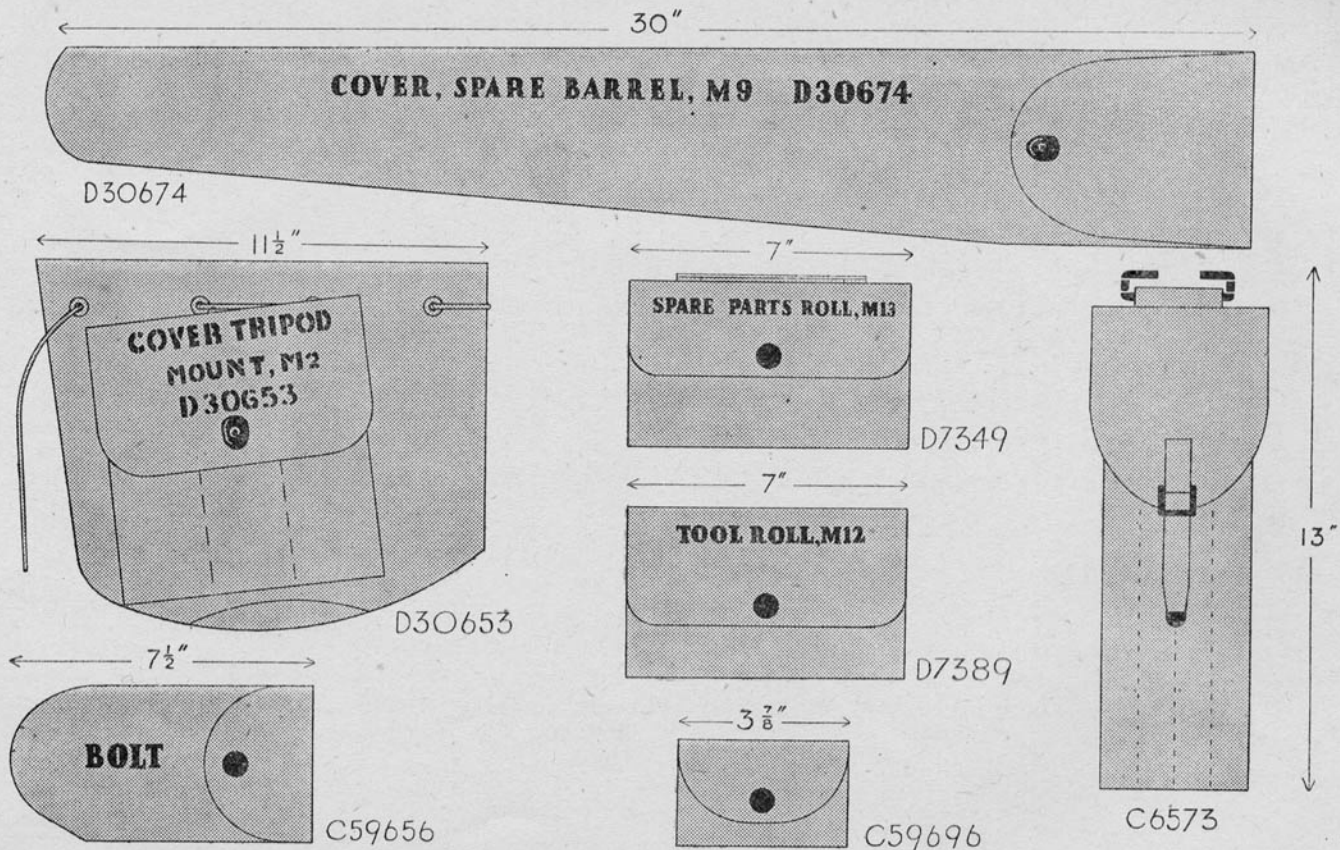 30"
COVER, SPARE BARREL, M9 D30674
D30674
11½"
COVER TRIPOD
MOUNT, M2
D30653
D30653
7"
SPARE PARTS ROLL, M13
D7349
7"
TOOL ROLL, M12
D7389
13"
C6573
7½"
BOLT
C59656
3⅞"
C59696